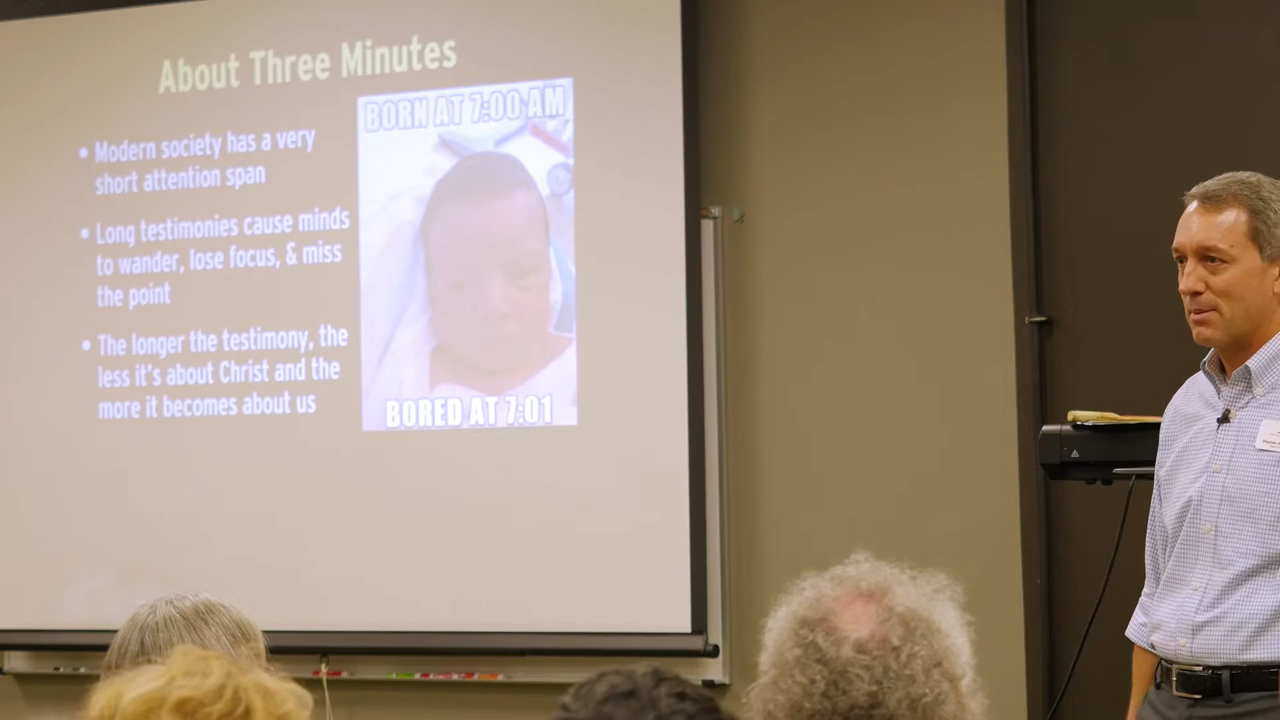 About Three Minutes
• Modern society has a very
short attention span
• Long testimonies cause minds
to wander, lose focus, & miss
the point
• The longer the testimony, the
less it's about Christ and the
more it becomes about us
BORN AT 7:00 AM
BORED AT 7:01